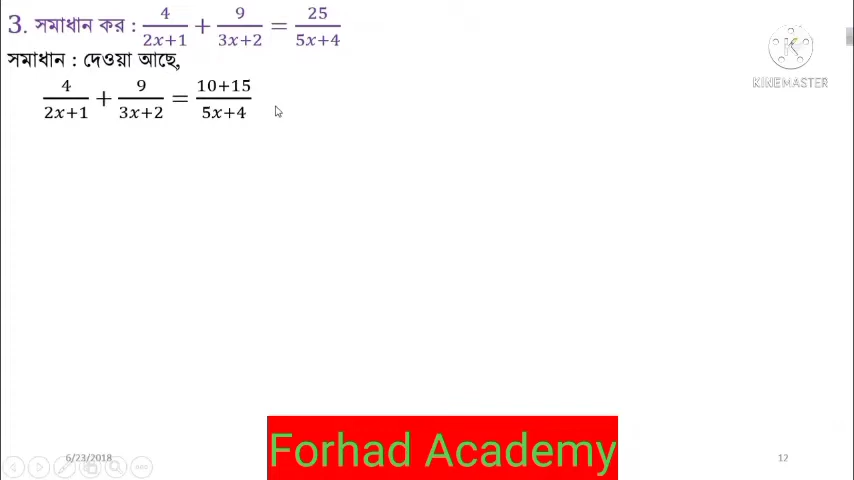 3. সমাধান কর : 4/(2x+1) + 9/(3x+2) = 25/(5x+4)
সমাধান : দেওয়া আছে,
4/(2x+1) + 9/(3x+2) = (10+15)/(5x+4)
KINEMASTER
Forhad Academy
6/23/2018
12